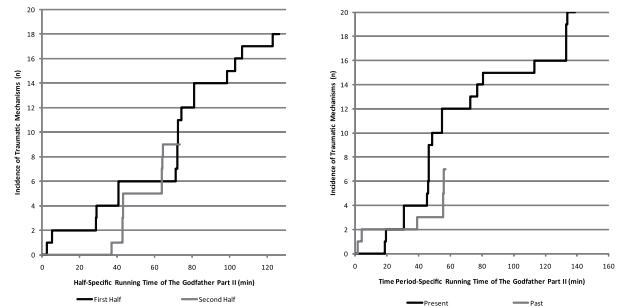 20
18
16
14
12
10
8
6
4
2
0
Incidence of Traumatic Mechanisms (n)
0 20 40 60 80 100 120
Half-Specific Running Time of The Godfather Part II (min)
First Half Second Half
20
18
16
14
12
10
8
6
4
2
0
Incidence of Traumatic Mechanisms (n)
0 20 40 60 80 100 120 140 160
Time Period-Specific Running Time of The Godfather Part II (min)
Present Past